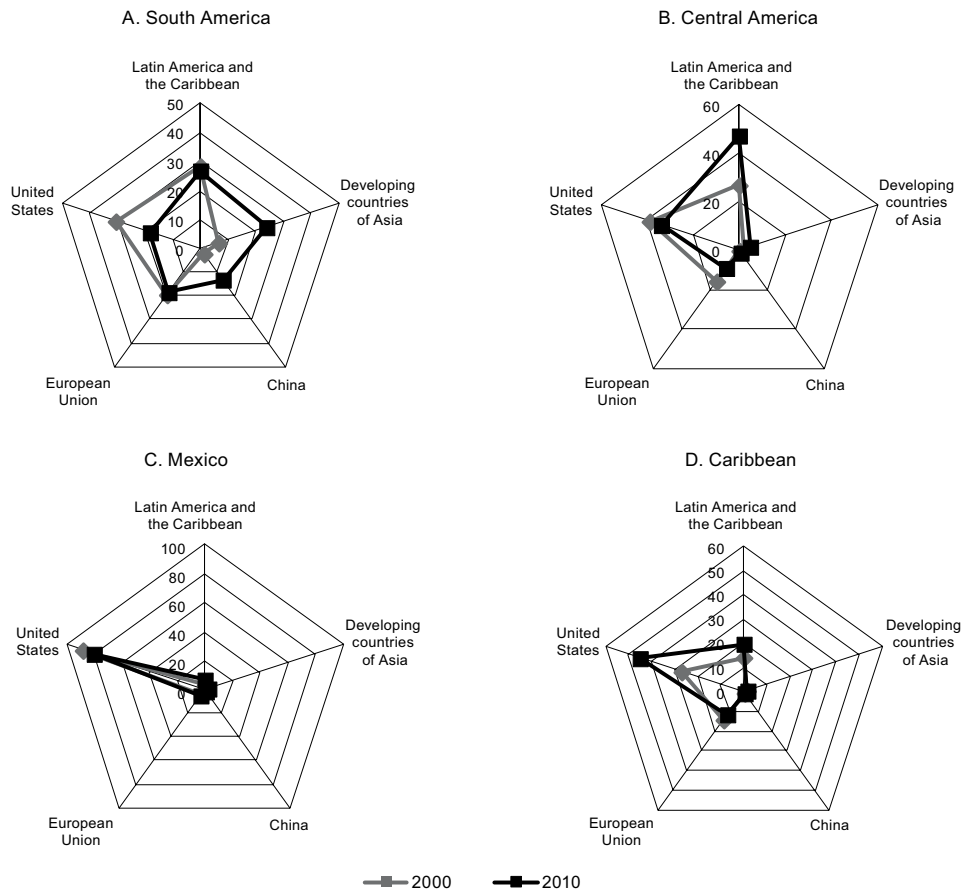 A. South America
Latin America and
the Caribbean
50
40
30
20
10
0
Developing
countries
of Asia
China
European
Union
United
States
B. Central America
Latin America and
the Caribbean
60
40
20
0
Developing
countries
of Asia
China
European
Union
United
States
C. Mexico
Latin America and
the Caribbean
100
80
60
40
20
0
Developing
countries
of Asia
China
European
Union
United
States
D. Caribbean
Latin America and
the Caribbean
60
50
40
30
20
10
0
Developing
countries
of Asia
China
European
Union
United
States
2000
2010